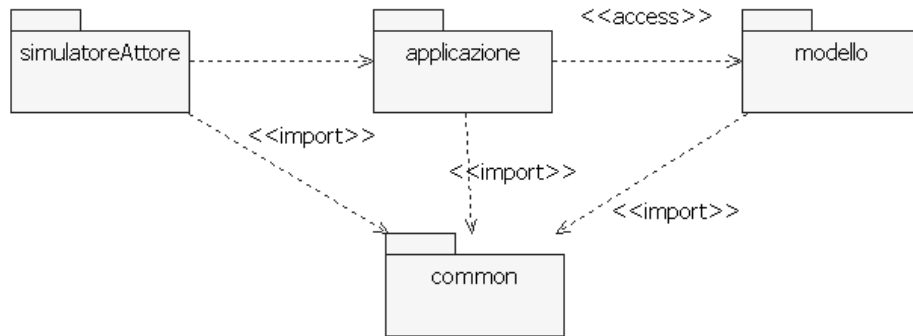 <<access>>
simulatoreAttore
applicazione
modello
<<import>>
<<import>>
<<import>>
common